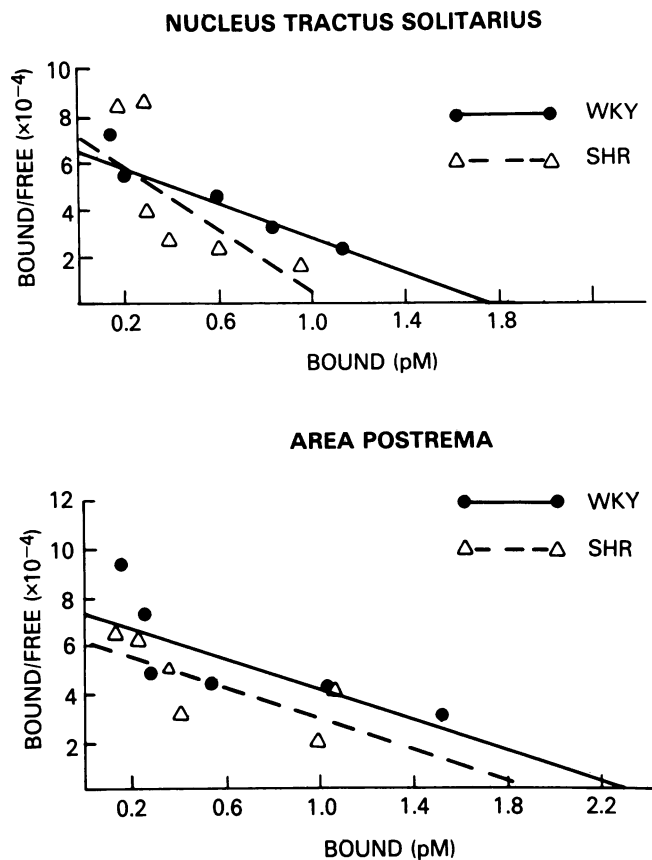 NUCLEUS TRACTUS SOLITARIUS
BOUND/FREE (×10−4)
10
8
6
4
2
WKY
SHR
0.2 0.6 1.0 1.4 1.8
BOUND (pM)
AREA POSTREMA
BOUND/FREE (×10−4)
12
10
8
6
4
2
WKY
SHR
0.2 0.6 1.0 1.4 1.8 2.2
BOUND (pM)